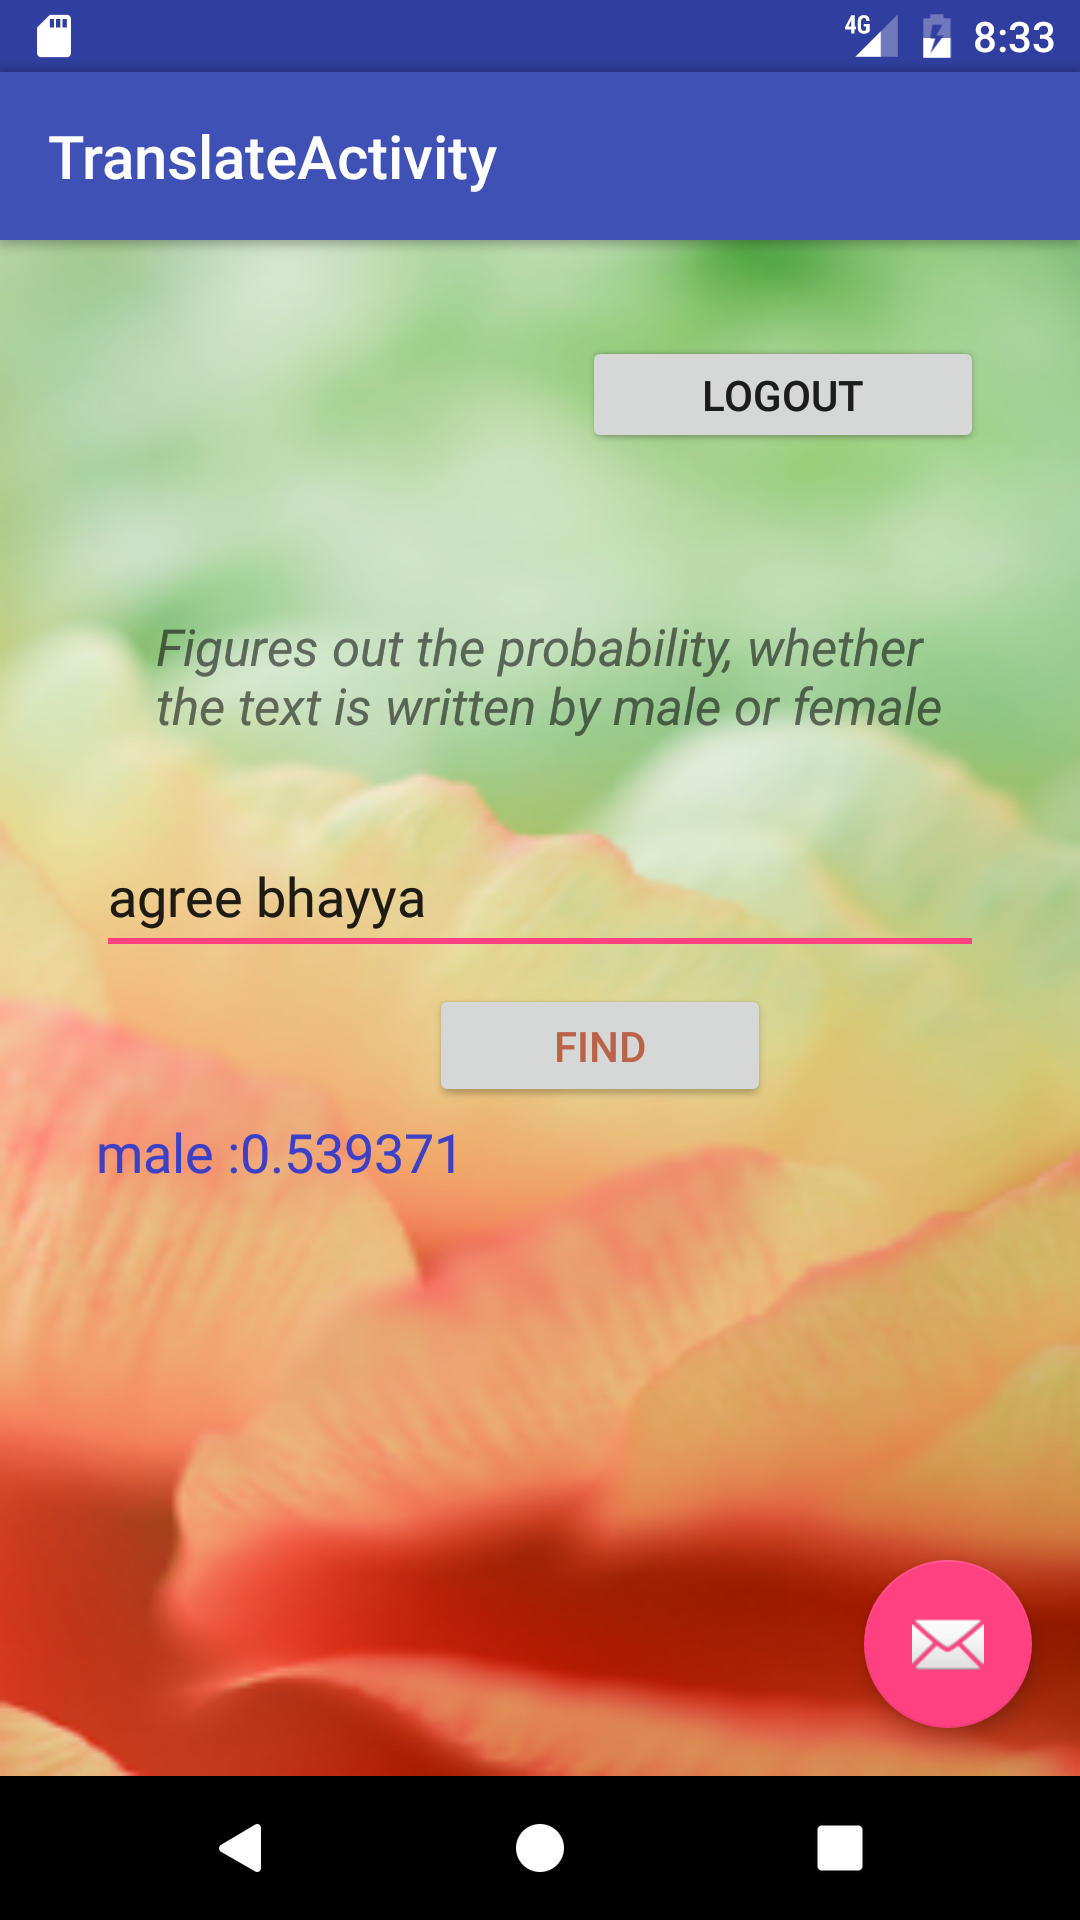 4G 8:33
TranslateActivity
LOGOUT
Figures out the probability, whether
the text is written by male or female
agree bhayya
FIND
male :0.539371